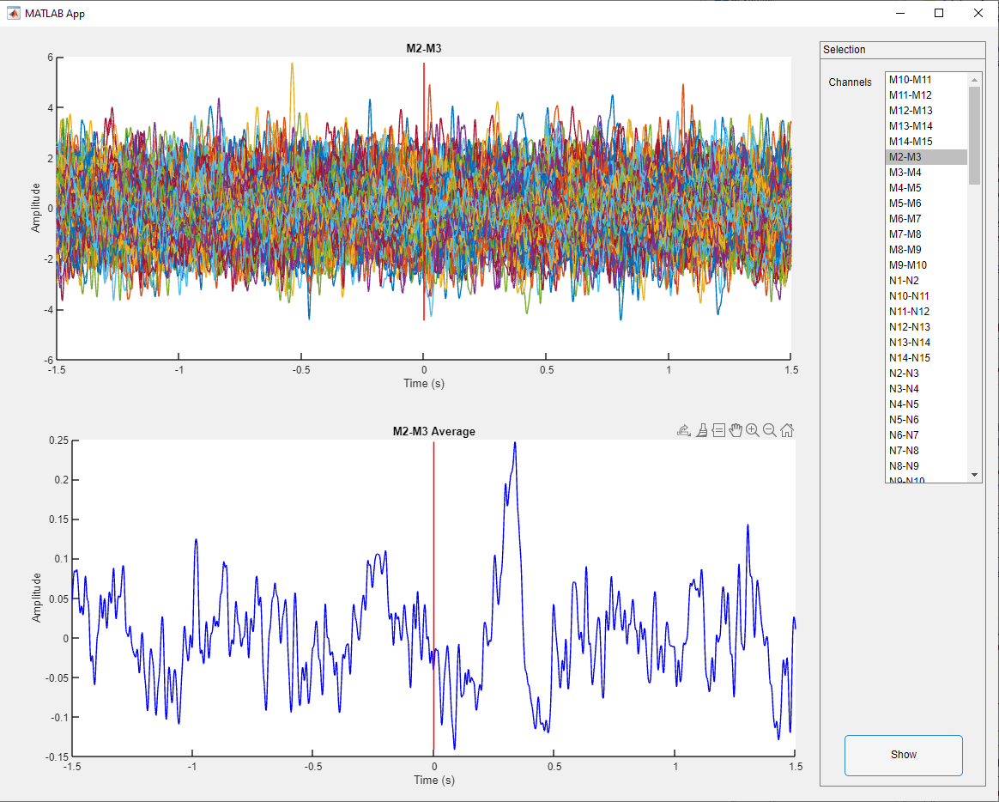 MATLAB App
M2-M3
6
4
2
0
-2
-4
-6
Amplitude
-1.5
-1
-0.5
0
0.5
1
1.5
Time (s)
M2-M3 Average
0.25
0.2
0.15
0.1
0.05
0
-0.05
-0.1
-0.15
Amplitude
-1.5
-1
-0.5
0
0.5
1
1.5
Time (s)
Selection
Channels
M10-M11
M11-M12
M12-M13
M13-M14
M14-M15
M2-M3
M3-M4
M4-M5
M5-M6
M6-M7
M7-M8
M8-M9
M9-M10
N1-N2
N10-N11
N11-N12
N12-N13
N13-N14
N14-N15
N2-N3
N3-N4
N4-N5
N5-N6
N6-N7
N7-N8
N8-N9
N9-N10
Show